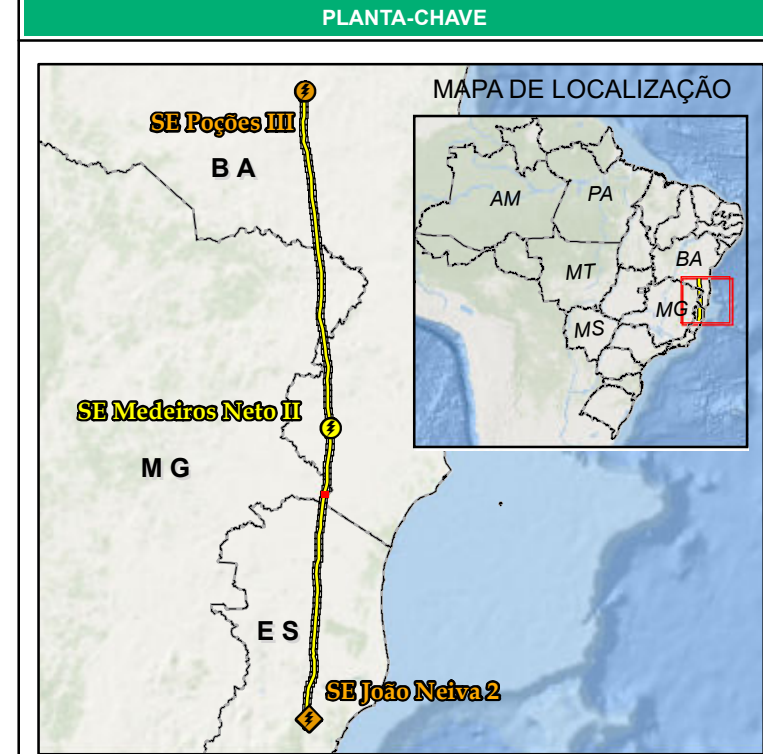 PLANTA-CHAVE
MAPA DE LOCALIZAÇÃO
SE Poções III
B A
AM
PA
BA
MT
MG
MS
SE Medeiros Neto II
M G
E S
SE João Neiva 2